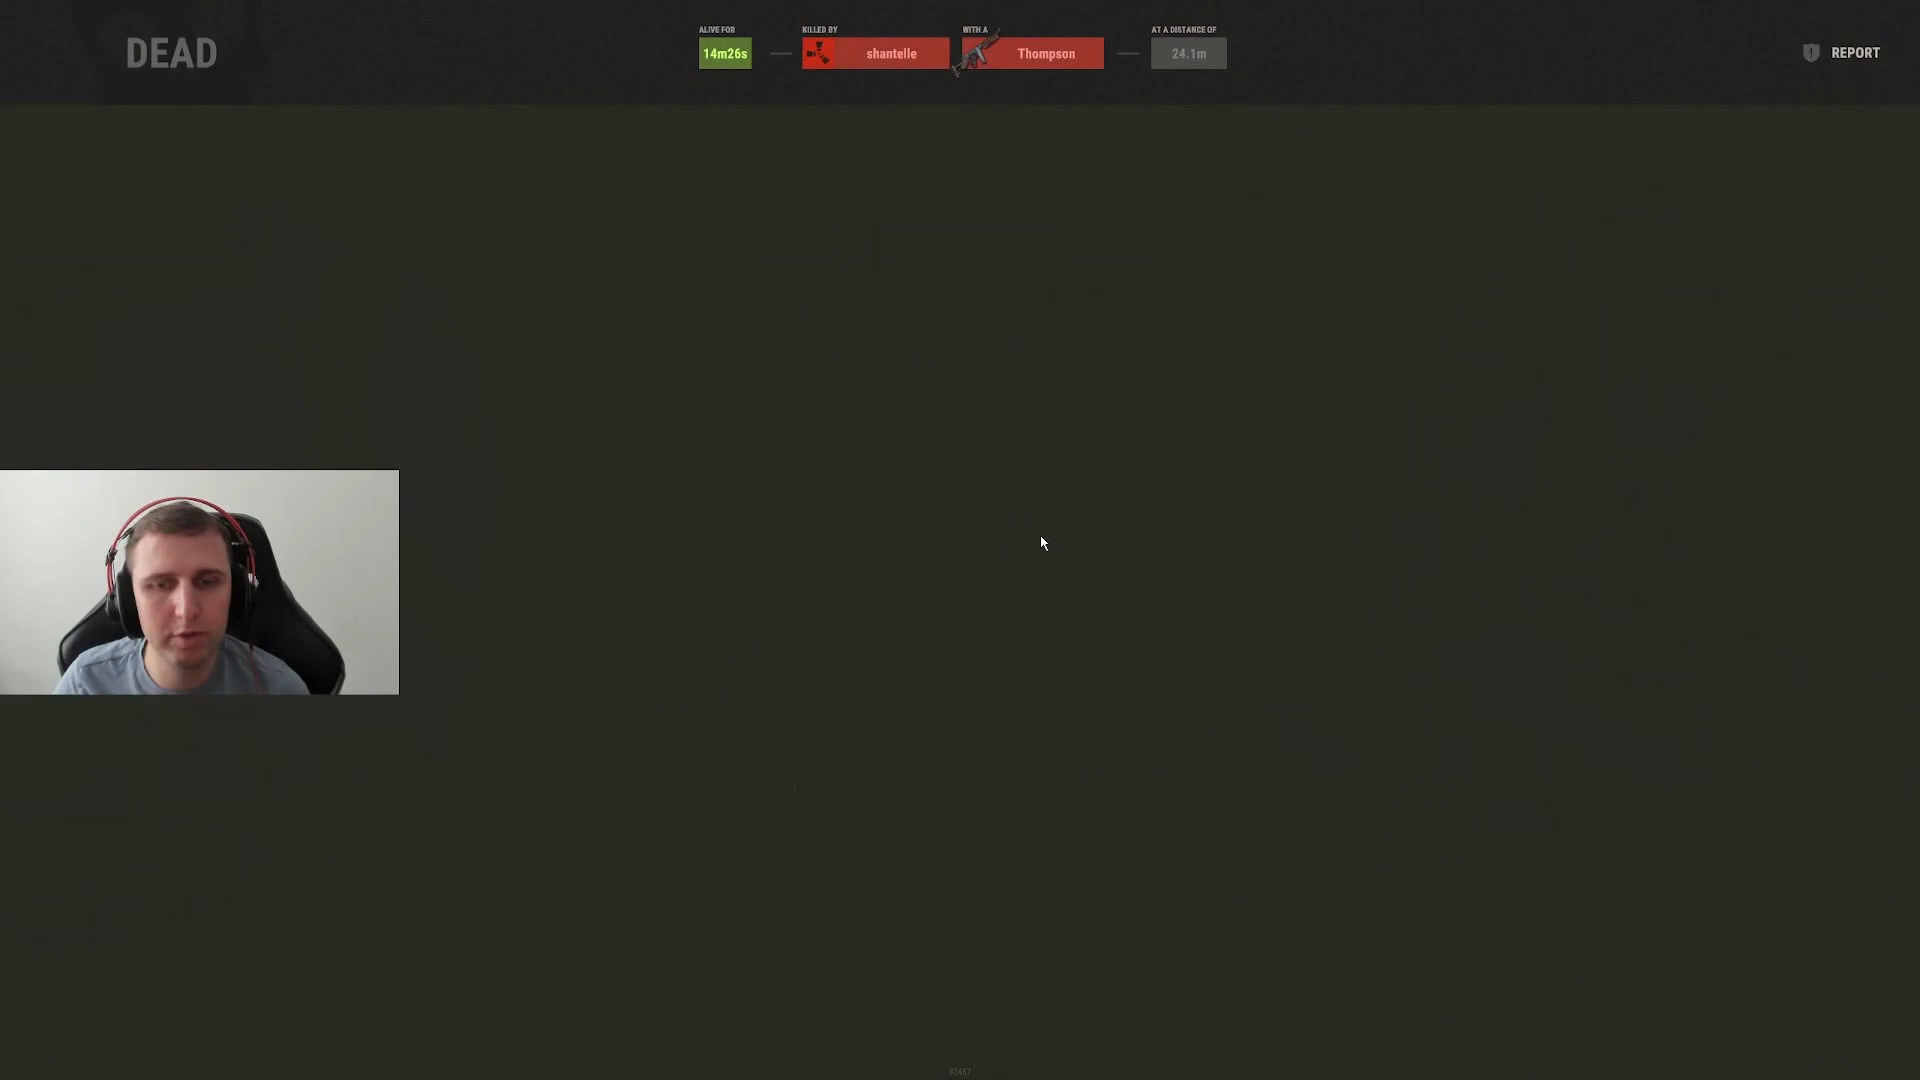 ALIVE FOR KILLED BY WITH A AT A DISTANCE OF
DEAD 14m26s shantelle Thompson 24.1m REPORT